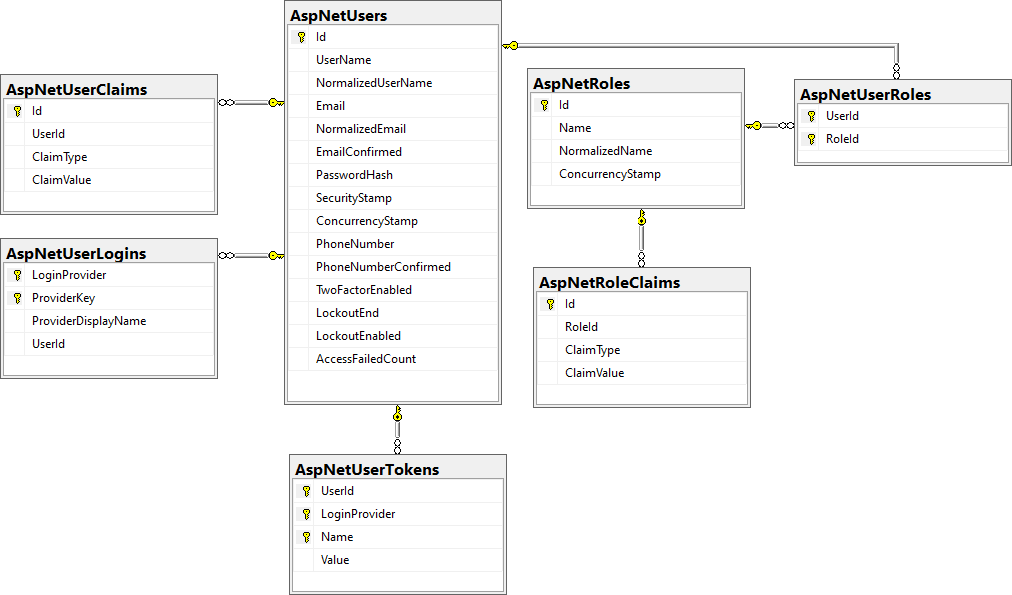 AspNetUsers
Id
UserName
NormalizedUserName
Email
NormalizedEmail
EmailConfirmed
PasswordHash
SecurityStamp
ConcurrencyStamp
PhoneNumber
PhoneNumberConfirmed
TwoFactorEnabled
LockoutEnd
LockoutEnabled
AccessFailedCount
AspNetUserClaims
Id
UserId
ClaimType
ClaimValue
AspNetUserLogins
LoginProvider
ProviderKey
ProviderDisplayName
UserId
AspNetRoles
Id
Name
NormalizedName
ConcurrencyStamp
AspNetUserRoles
UserId
RoleId
AspNetRoleClaims
Id
RoleId
ClaimType
ClaimValue
AspNetUserTokens
UserId
LoginProvider
Name
Value